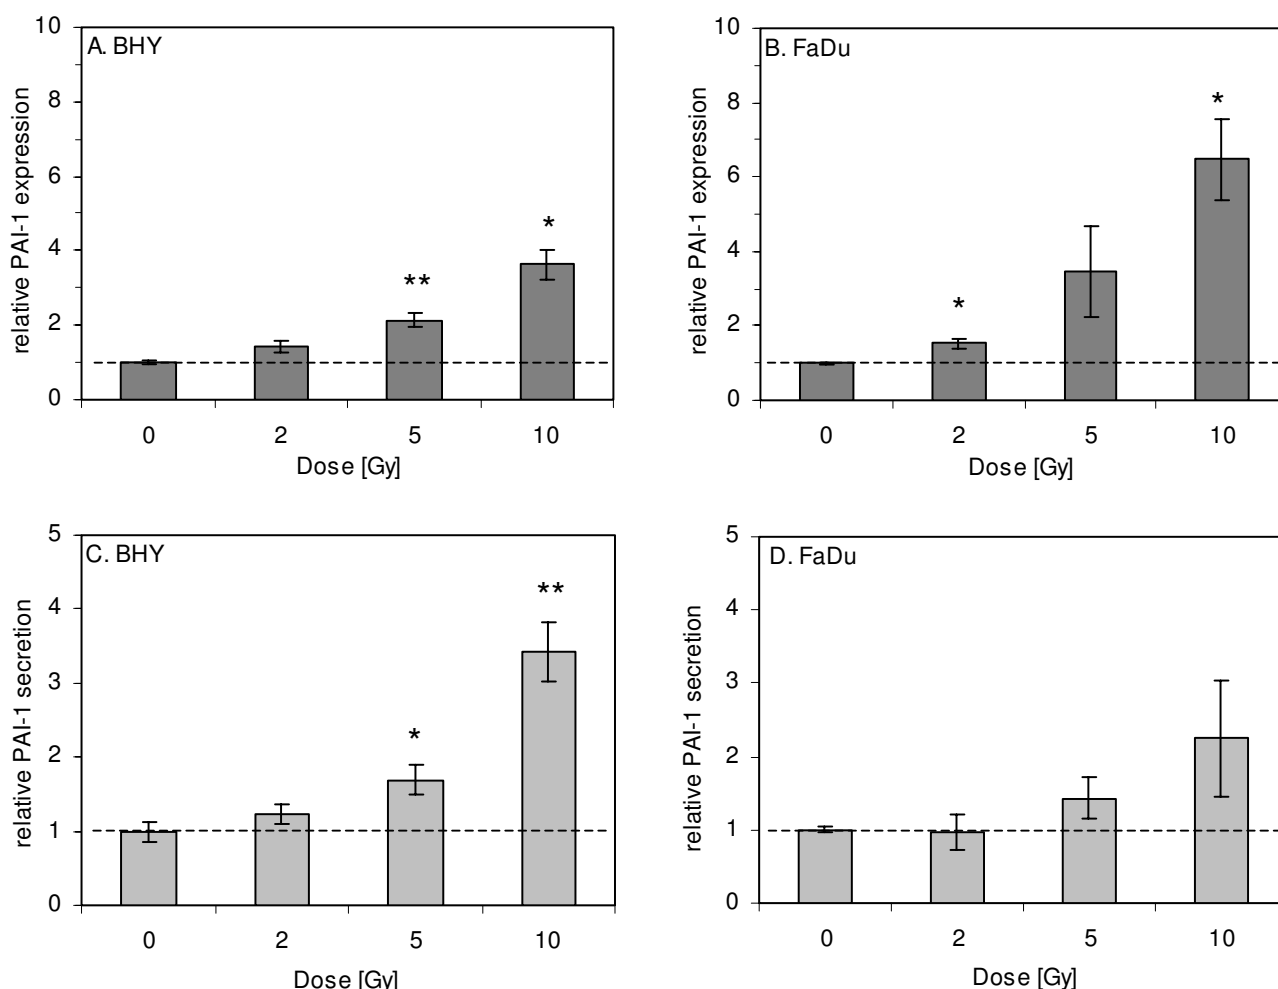 A. BHY
relative PAI-1 expression
10
8
6
4
2
0
*
**
0 2 5 10
Dose [Gy]
B. FaDu
relative PAI-1 expression
10
8
6
4
2
0
*
*
0 2 5 10
Dose [Gy]
C. BHY
relative PAI-1 secretion
5
4
3
2
1
0
**
*
0 2 5 10
Dose [Gy]
D. FaDu
relative PAI-1 secretion
5
4
3
2
1
0
0 2 5 10
Dose [Gy]